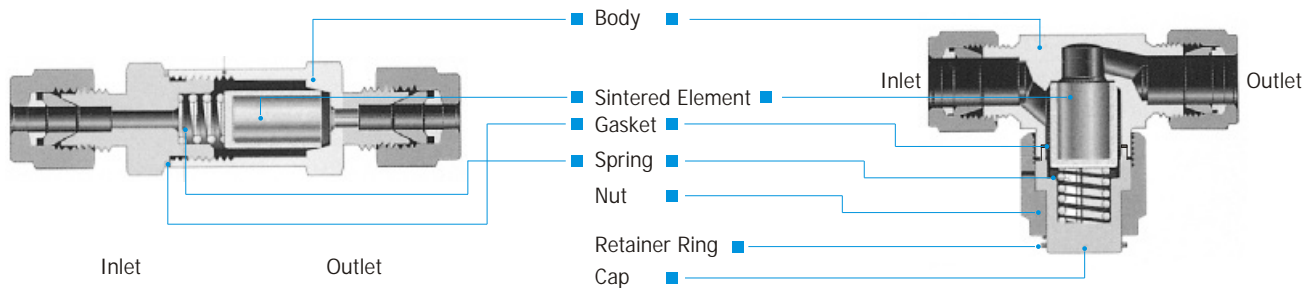 Body
Inlet
Outlet
Sintered Element
Gasket
Spring
Nut
Retainer Ring
Inlet
Outlet
Cap